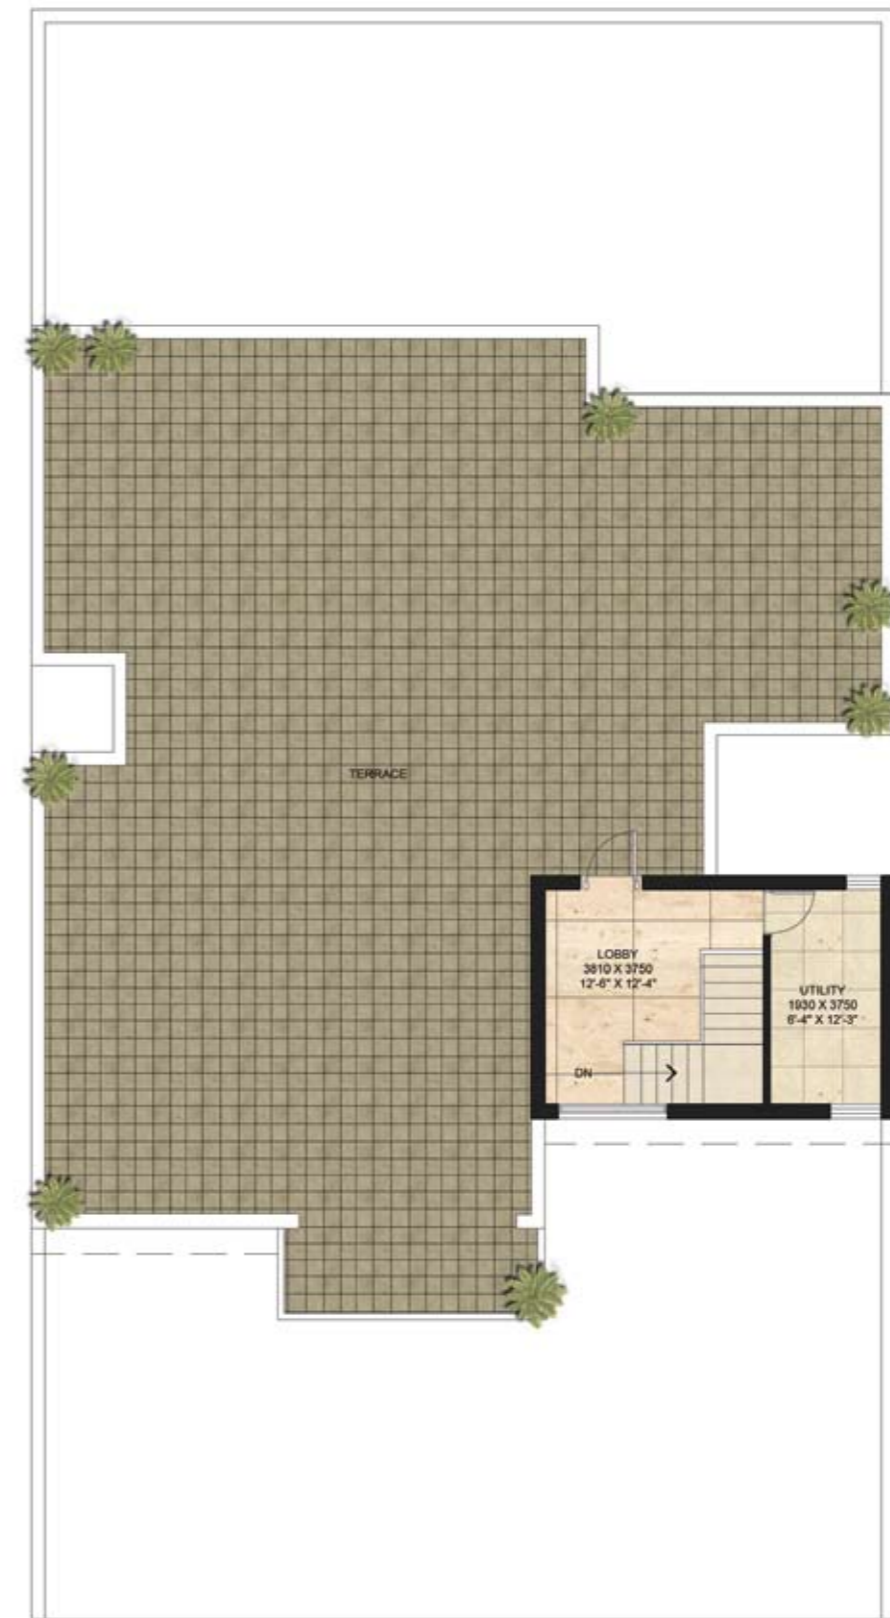 TERRACE
LOBBY
3810 X 3750
12'-6" X 12'-4"
UTILITY
1930 X 3750
6'-4" X 12'-3"
DN